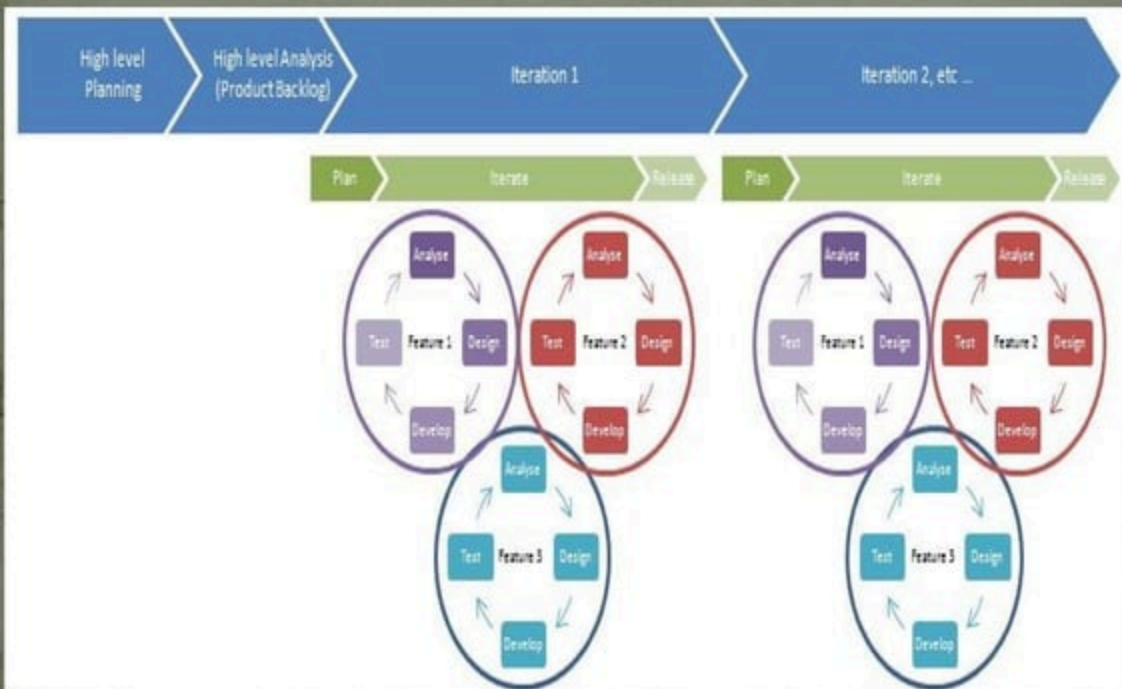 High level
Planning
High level Analysis
(Product Backlog)
Iteration 1
Iteration 2, etc ...
Plan
Iterate
Release
Plan
Iterate
Release
Analyse
Test
Feature 1
Design
Develop
Analyse
Test
Feature 2
Design
Develop
Analyse
Test
Feature 3
Design
Develop
Analyse
Test
Feature 1
Design
Develop
Analyse
Test
Feature 2
Design
Develop
Analyse
Test
Feature 3
Design
Develop